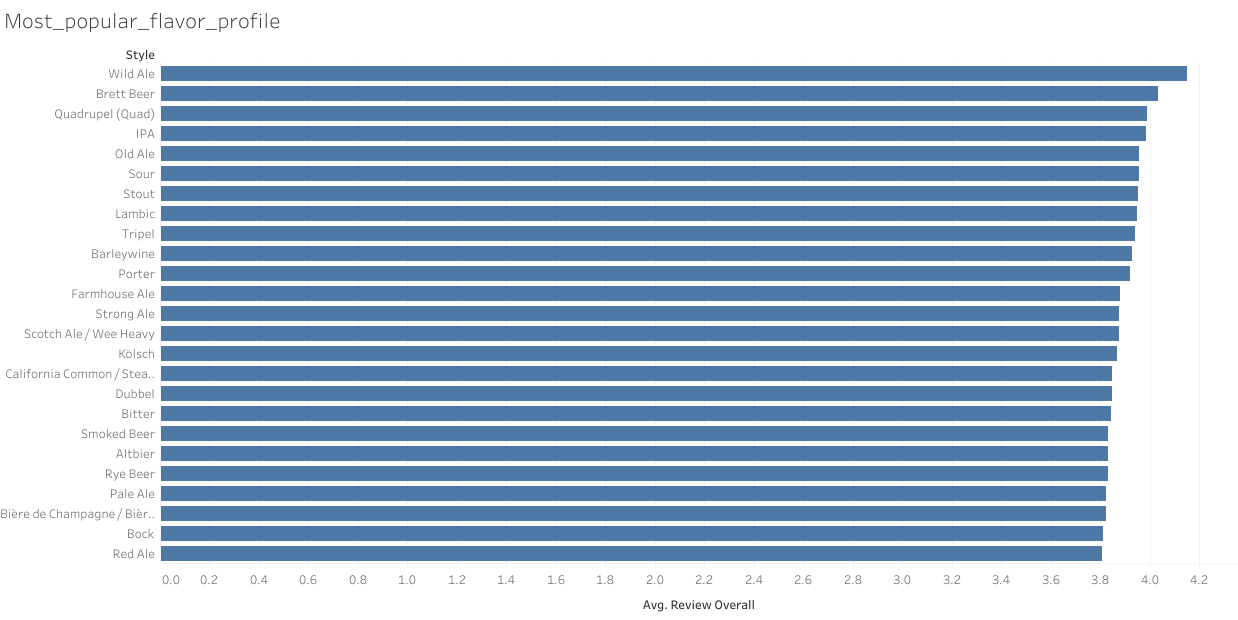 Most_popular_flavor_profile
Style
Wild Ale
Brett Beer
Quadrupel (Quad)
IPA
Old Ale
Sour
Stout
Lambic
Tripel
Barleywine
Porter
Farmhouse Ale
Strong Ale
Scotch Ale / Wee Heavy
Kölsch
California Common / Stea..
Dubbel
Bitter
Smoked Beer
Altbier
Rye Beer
Pale Ale
Bière de Champagne / Bièr..
Bock
Red Ale
0.0 0.2 0.4 0.6 0.8 1.0 1.2 1.4 1.6 1.8 2.0 2.2 2.4 2.6 2.8 3.0 3.2 3.4 3.6 3.8 4.0 4.2
Avg. Review Overall